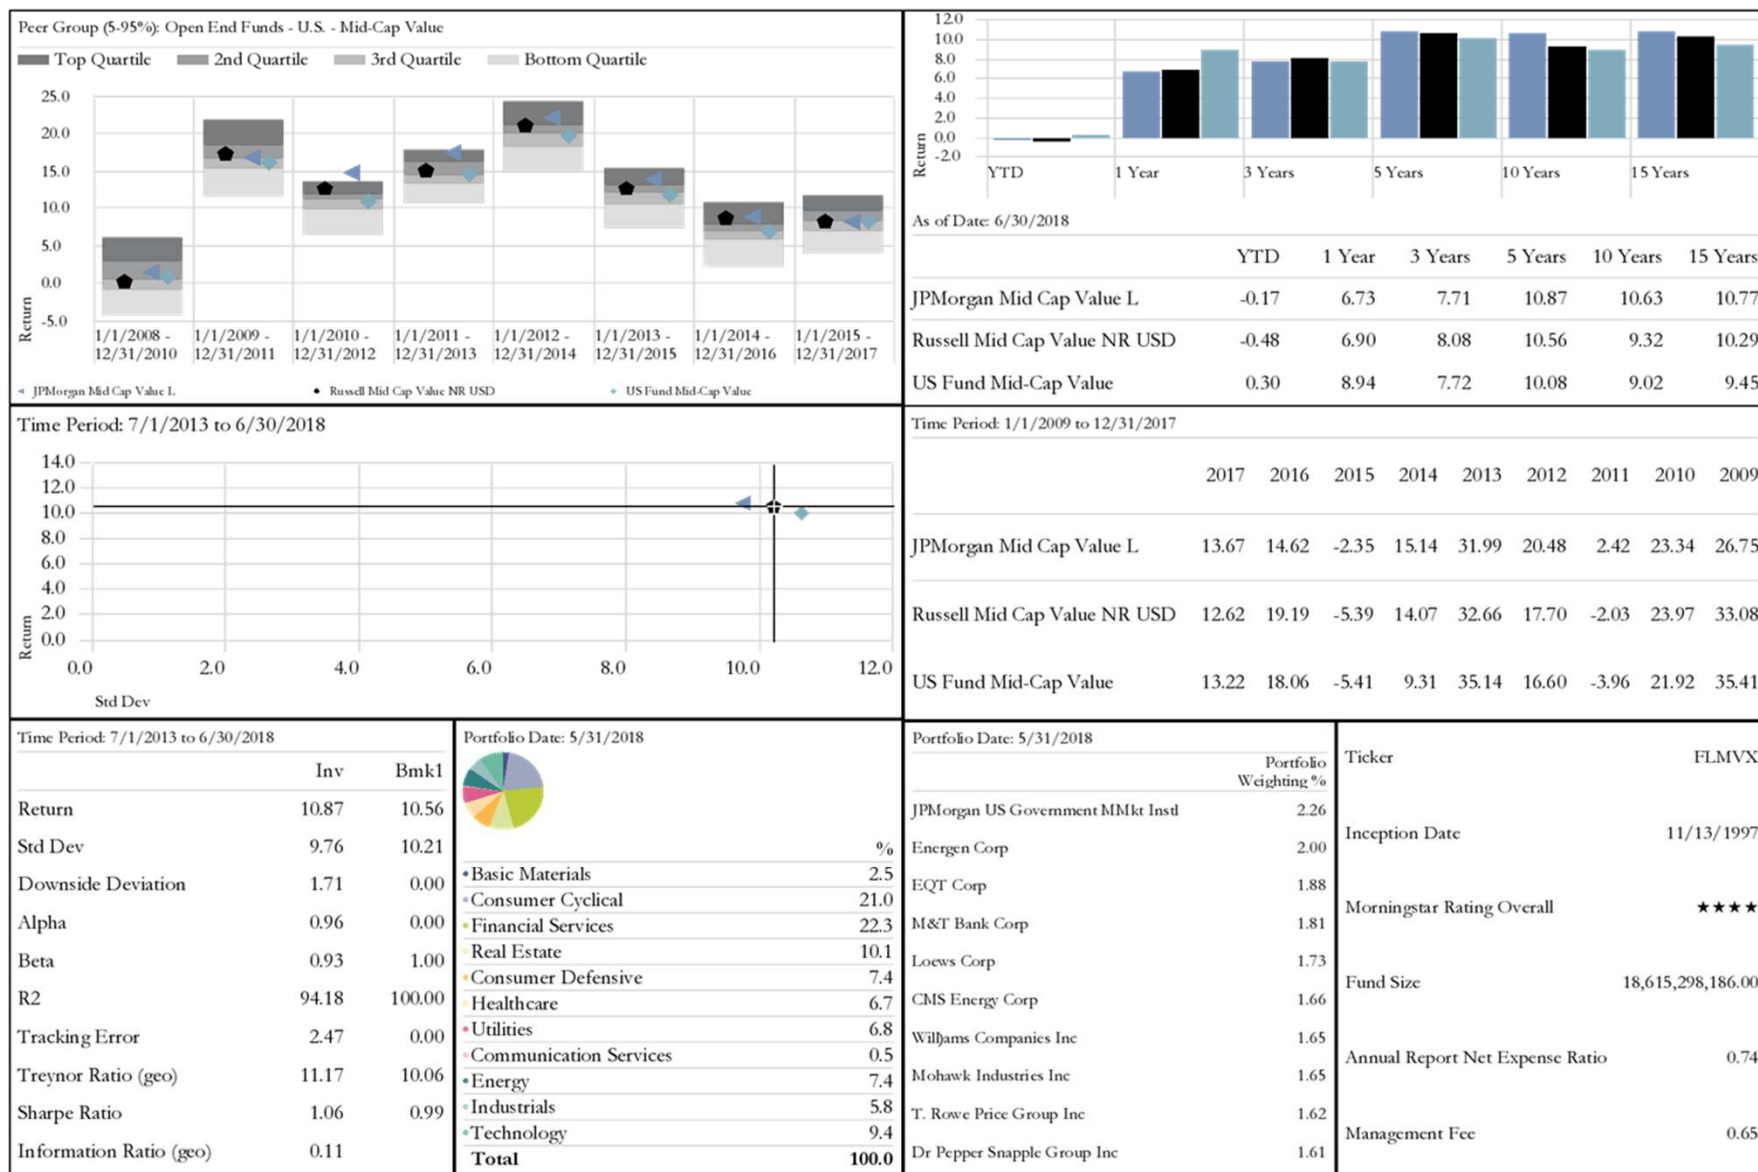 Peer Group (5-95%): Open End Funds - U.S. - Mid-Cap Value
Top Quartile 2nd Quartile 3rd Quartile Bottom Quartile
25.0
20.0
15.0
10.0
5.0
0.0
-5.0
Return
1/1/2008 - 1/1/2009 - 1/1/2010 - 1/1/2011 - 1/1/2012 - 1/1/2013 - 1/1/2014 - 1/1/2015 -
12/31/2010 12/31/2011 12/31/2012 12/31/2013 12/31/2014 12/31/2015 12/31/2016 12/31/2017
JPMorgan Mid Cap Value L Russell Mid Cap Value NR USD US Fund Mid-Cap Value
12.0
10.0
8.0
6.0
4.0
2.0
0.0
-2.0
Return
YTD 1 Year 3 Years 5 Years 10 Years 15 Years
As of Date: 6/30/2018
YTD 1 Year 3 Years 5 Years 10 Years 15 Years
JPMorgan Mid Cap Value L -0.17 6.73 7.71 10.87 10.63 10.77
Russell Mid Cap Value NR USD -0.48 6.90 8.08 10.56 9.32 10.29
US Fund Mid-Cap Value 0.30 8.94 7.72 10.08 9.02 9.45
Time Period: 7/1/2013 to 6/30/2018
14.0
12.0
10.0
8.0
6.0
4.0
2.0
0.0
Return
0.0 2.0 4.0 6.0 8.0 10.0 12.0
Std Dev
Time Period: 1/1/2009 to 12/31/2017
2017 2016 2015 2014 2013 2012 2011 2010 2009
JPMorgan Mid Cap Value L 13.67 14.62 -2.35 15.14 31.99 20.48 2.42 23.34 26.75
Russell Mid Cap Value NR USD 12.62 19.19 -5.39 14.07 32.66 17.70 -2.03 23.97 33.08
US Fund Mid-Cap Value 13.22 18.06 -5.41 9.31 35.14 16.60 -3.96 21.92 35.41
Time Period: 7/1/2013 to 6/30/2018
Inv Bmk1
Return 10.87 10.56
Std Dev 9.76 10.21
Downside Deviation 1.71 0.00
Alpha 0.96 0.00
Beta 0.93 1.00
R2 94.18 100.00
Tracking Error 2.47 0.00
Treynor Ratio (geo) 11.17 10.06
Sharpe Ratio 1.06 0.99
Information Ratio (geo) 0.11
Portfolio Date: 5/31/2018
%
Basic Materials 2.5
Consumer Cyclical 21.0
Financial Services 22.3
Real Estate 10.1
Consumer Defensive 7.4
Healthcare 6.7
Utilities 6.8
Communication Services 0.5
Energy 7.4
Industrials 5.8
Technology 9.4
Total 100.0
Portfolio Date: 5/31/2018
Portfolio
Weighting %
JPMorgan US Government MMkt Instl 2.26
Energen Corp 2.00
EQT Corp 1.88
M&T Bank Corp 1.81
Loews Corp 1.73
CMS Energy Corp 1.66
Williams Companies Inc 1.65
Mohawk Industries Inc 1.65
T. Rowe Price Group Inc 1.62
Dr Pepper Snapple Group Inc 1.61
Ticker FLMVX
Inception Date 11/13/1997
Morningstar Rating Overall ★★★★
Fund Size 18,615,298,186.00
Annual Report Net Expense Ratio 0.74
Management Fee 0.65